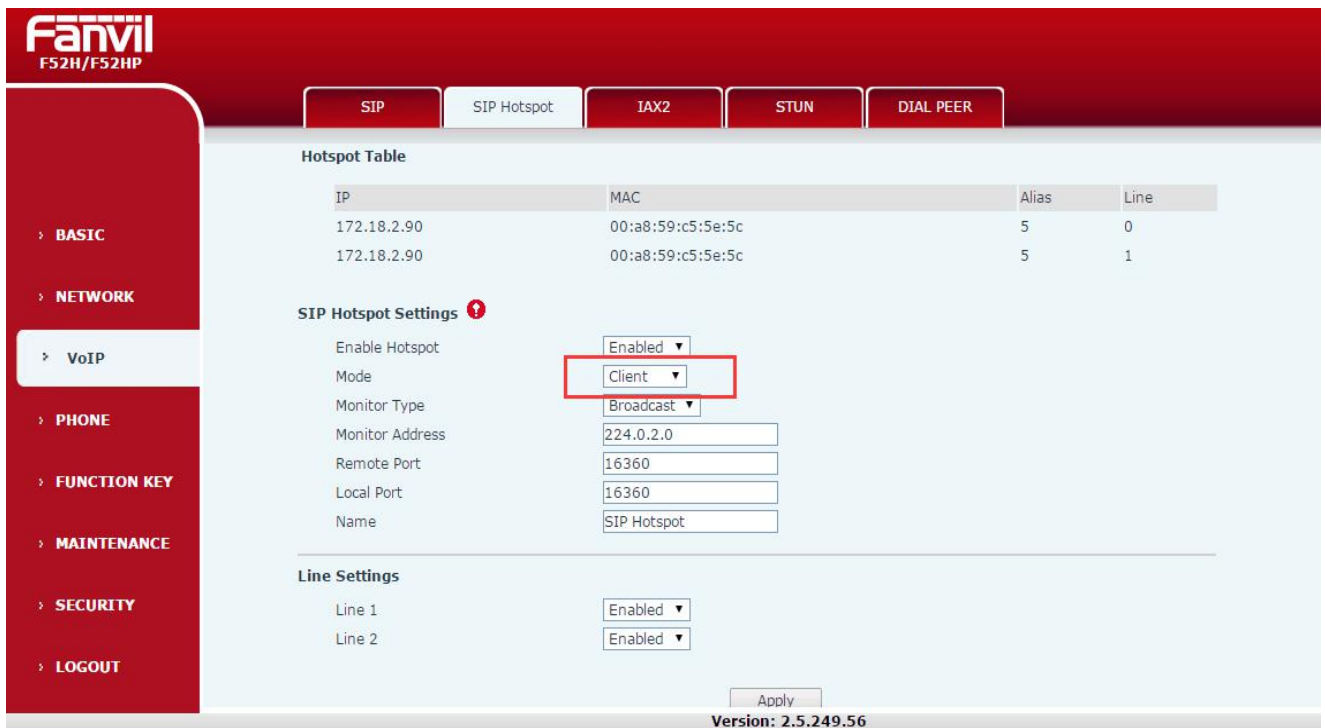 Fanvil
F52H/F52HP
SIP SIP Hotspot IAX2 STUN DIAL PEER
› BASIC
› NETWORK
› VoIP
› PHONE
› FUNCTION KEY
› MAINTENANCE
› SECURITY
› LOGOUT
Hotspot Table
IP MAC Alias Line
172.18.2.90 00:a8:59:c5:5e:5c 5 0
172.18.2.90 00:a8:59:c5:5e:5c 5 1
SIP Hotspot Settings
Enable Hotspot Enabled ▼
Mode Client ▼
Monitor Type Broadcast ▼
Monitor Address 224.0.2.0
Remote Port 16360
Local Port 16360
Name SIP Hotspot
Line Settings
Line 1 Enabled ▼
Line 2 Enabled ▼
Apply
Version: 2.5.249.56